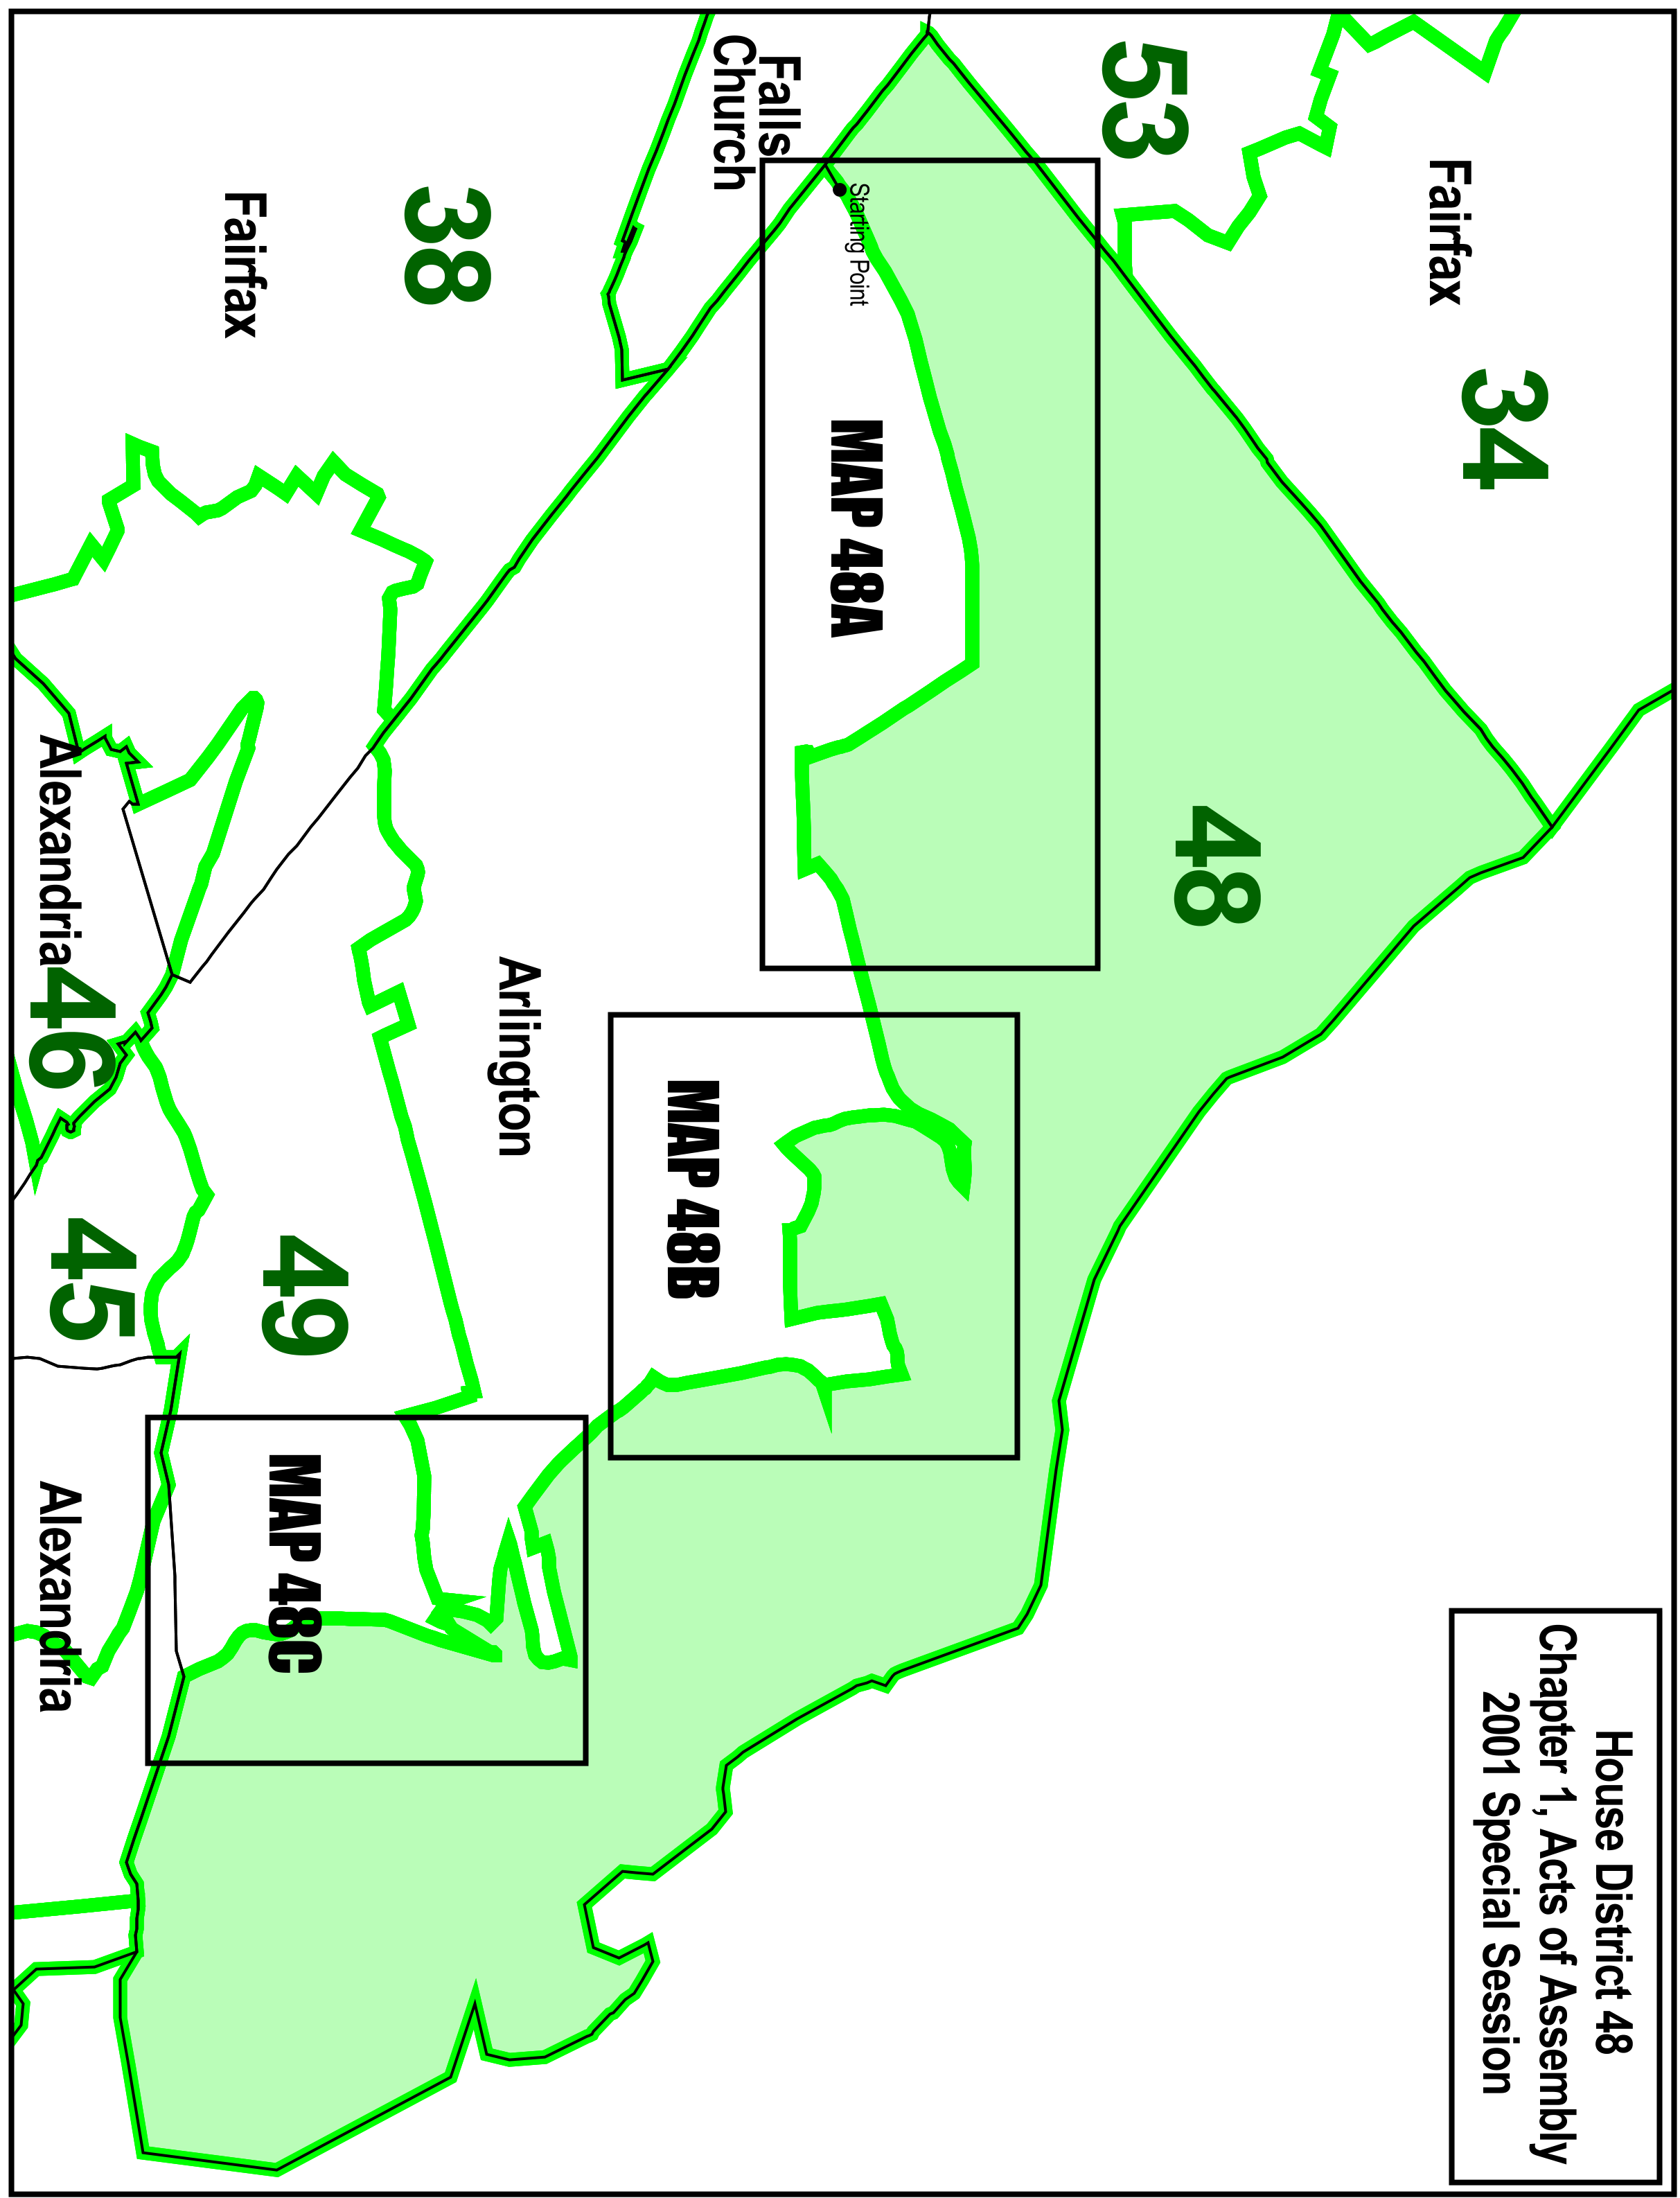 House District 48
Chapter 1, Acts of Assembly
2001 Special Session
Fairfax
34
53
48
Falls
Church
Starting Point
MAP 48A
MAP 48B
Arlington
38
Fairfax
49
MAP 48C
45
46
Alexandria
Alexandria